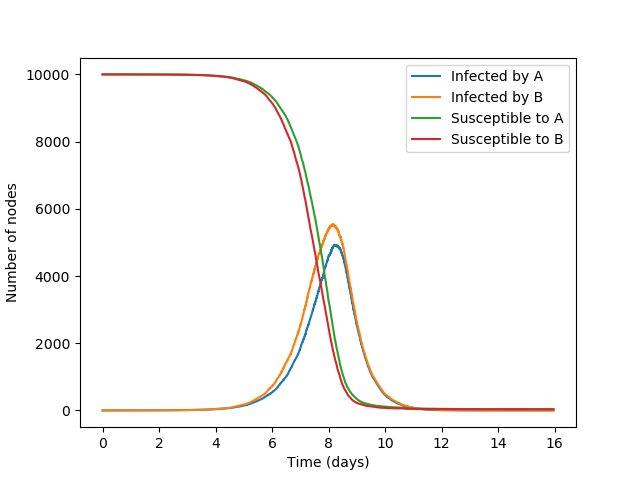 10000
8000
6000
4000
2000
0
Number of nodes
Infected by A
Infected by B
Susceptible to A
Susceptible to B
0 2 4 6 8 10 12 14 16
Time (days)